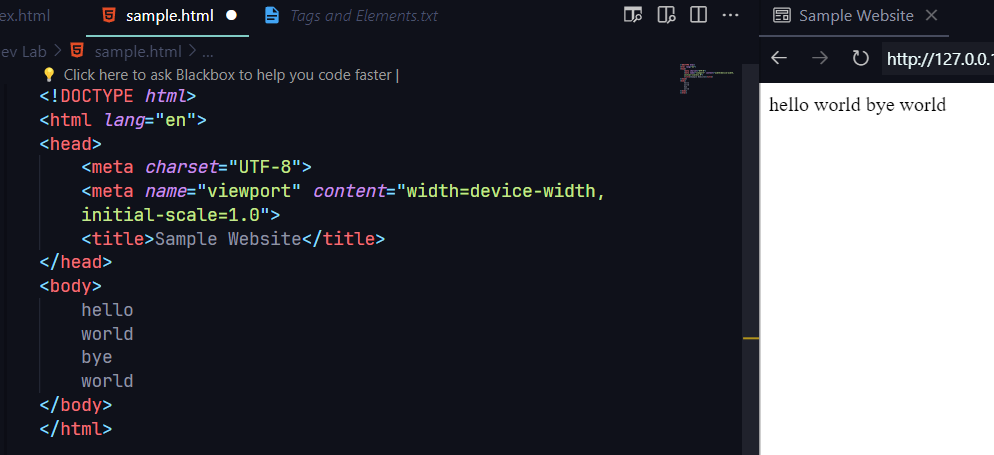 ex.html sample.html Tags and Elements.txt Sample Website
ev Lab > sample.html > ...
http://127.0.0.1
Click here to ask Blackbox to help you code faster |
hello world bye world
<!DOCTYPE html>
<html lang="en">
<head>
<meta charset="UTF-8">
<meta name="viewport" content="width=device-width,
initial-scale=1.0">
<title>Sample Website</title>
</head>
<body>
hello
world
bye
world
</body>
</html>